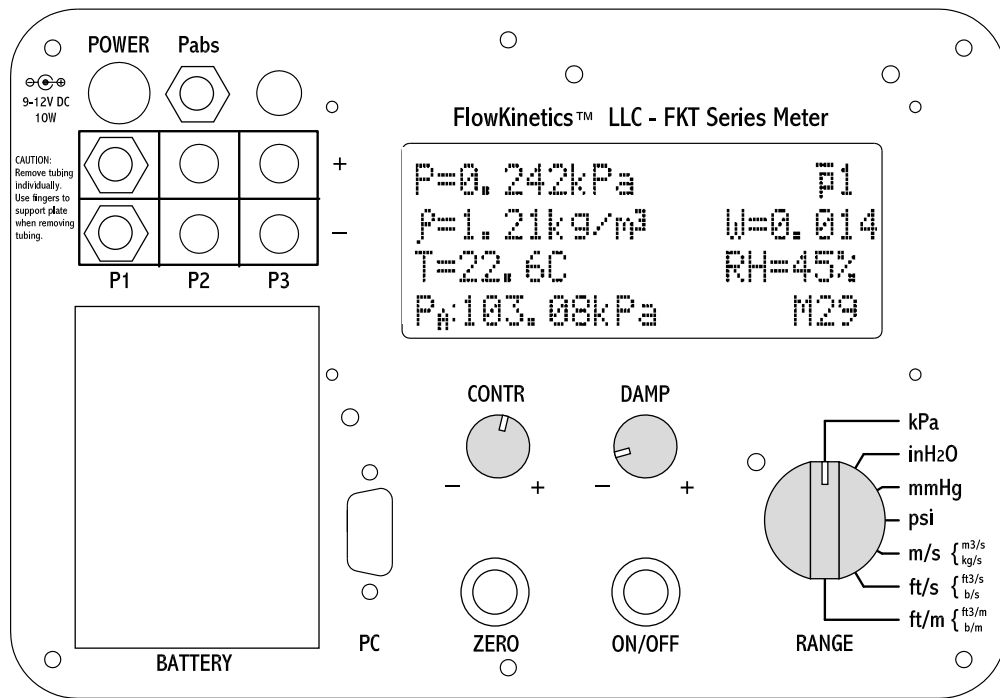 POWER Pabs
9-12V DC
10W
FlowKinetics™ LLC - FKT Series Meter
CAUTION:
Remove tubing
individually.
Use fingers to
support plate
when removing
tubing.
+
−
P1 P2 P3
P=0.242kPa p̅1
ρ=1.21kg/m³ W=0.014
T=22.6C RH=45%
PA:103.08kPa M29
CONTR DAMP
− + − +
kPa
inH2O
mmHg
psi
m/s { m3/s
kg/s
ft/s { ft3/s
b/s
ft/m { ft3/m
b/m
BATTERY PC ZERO ON/OFF RANGE